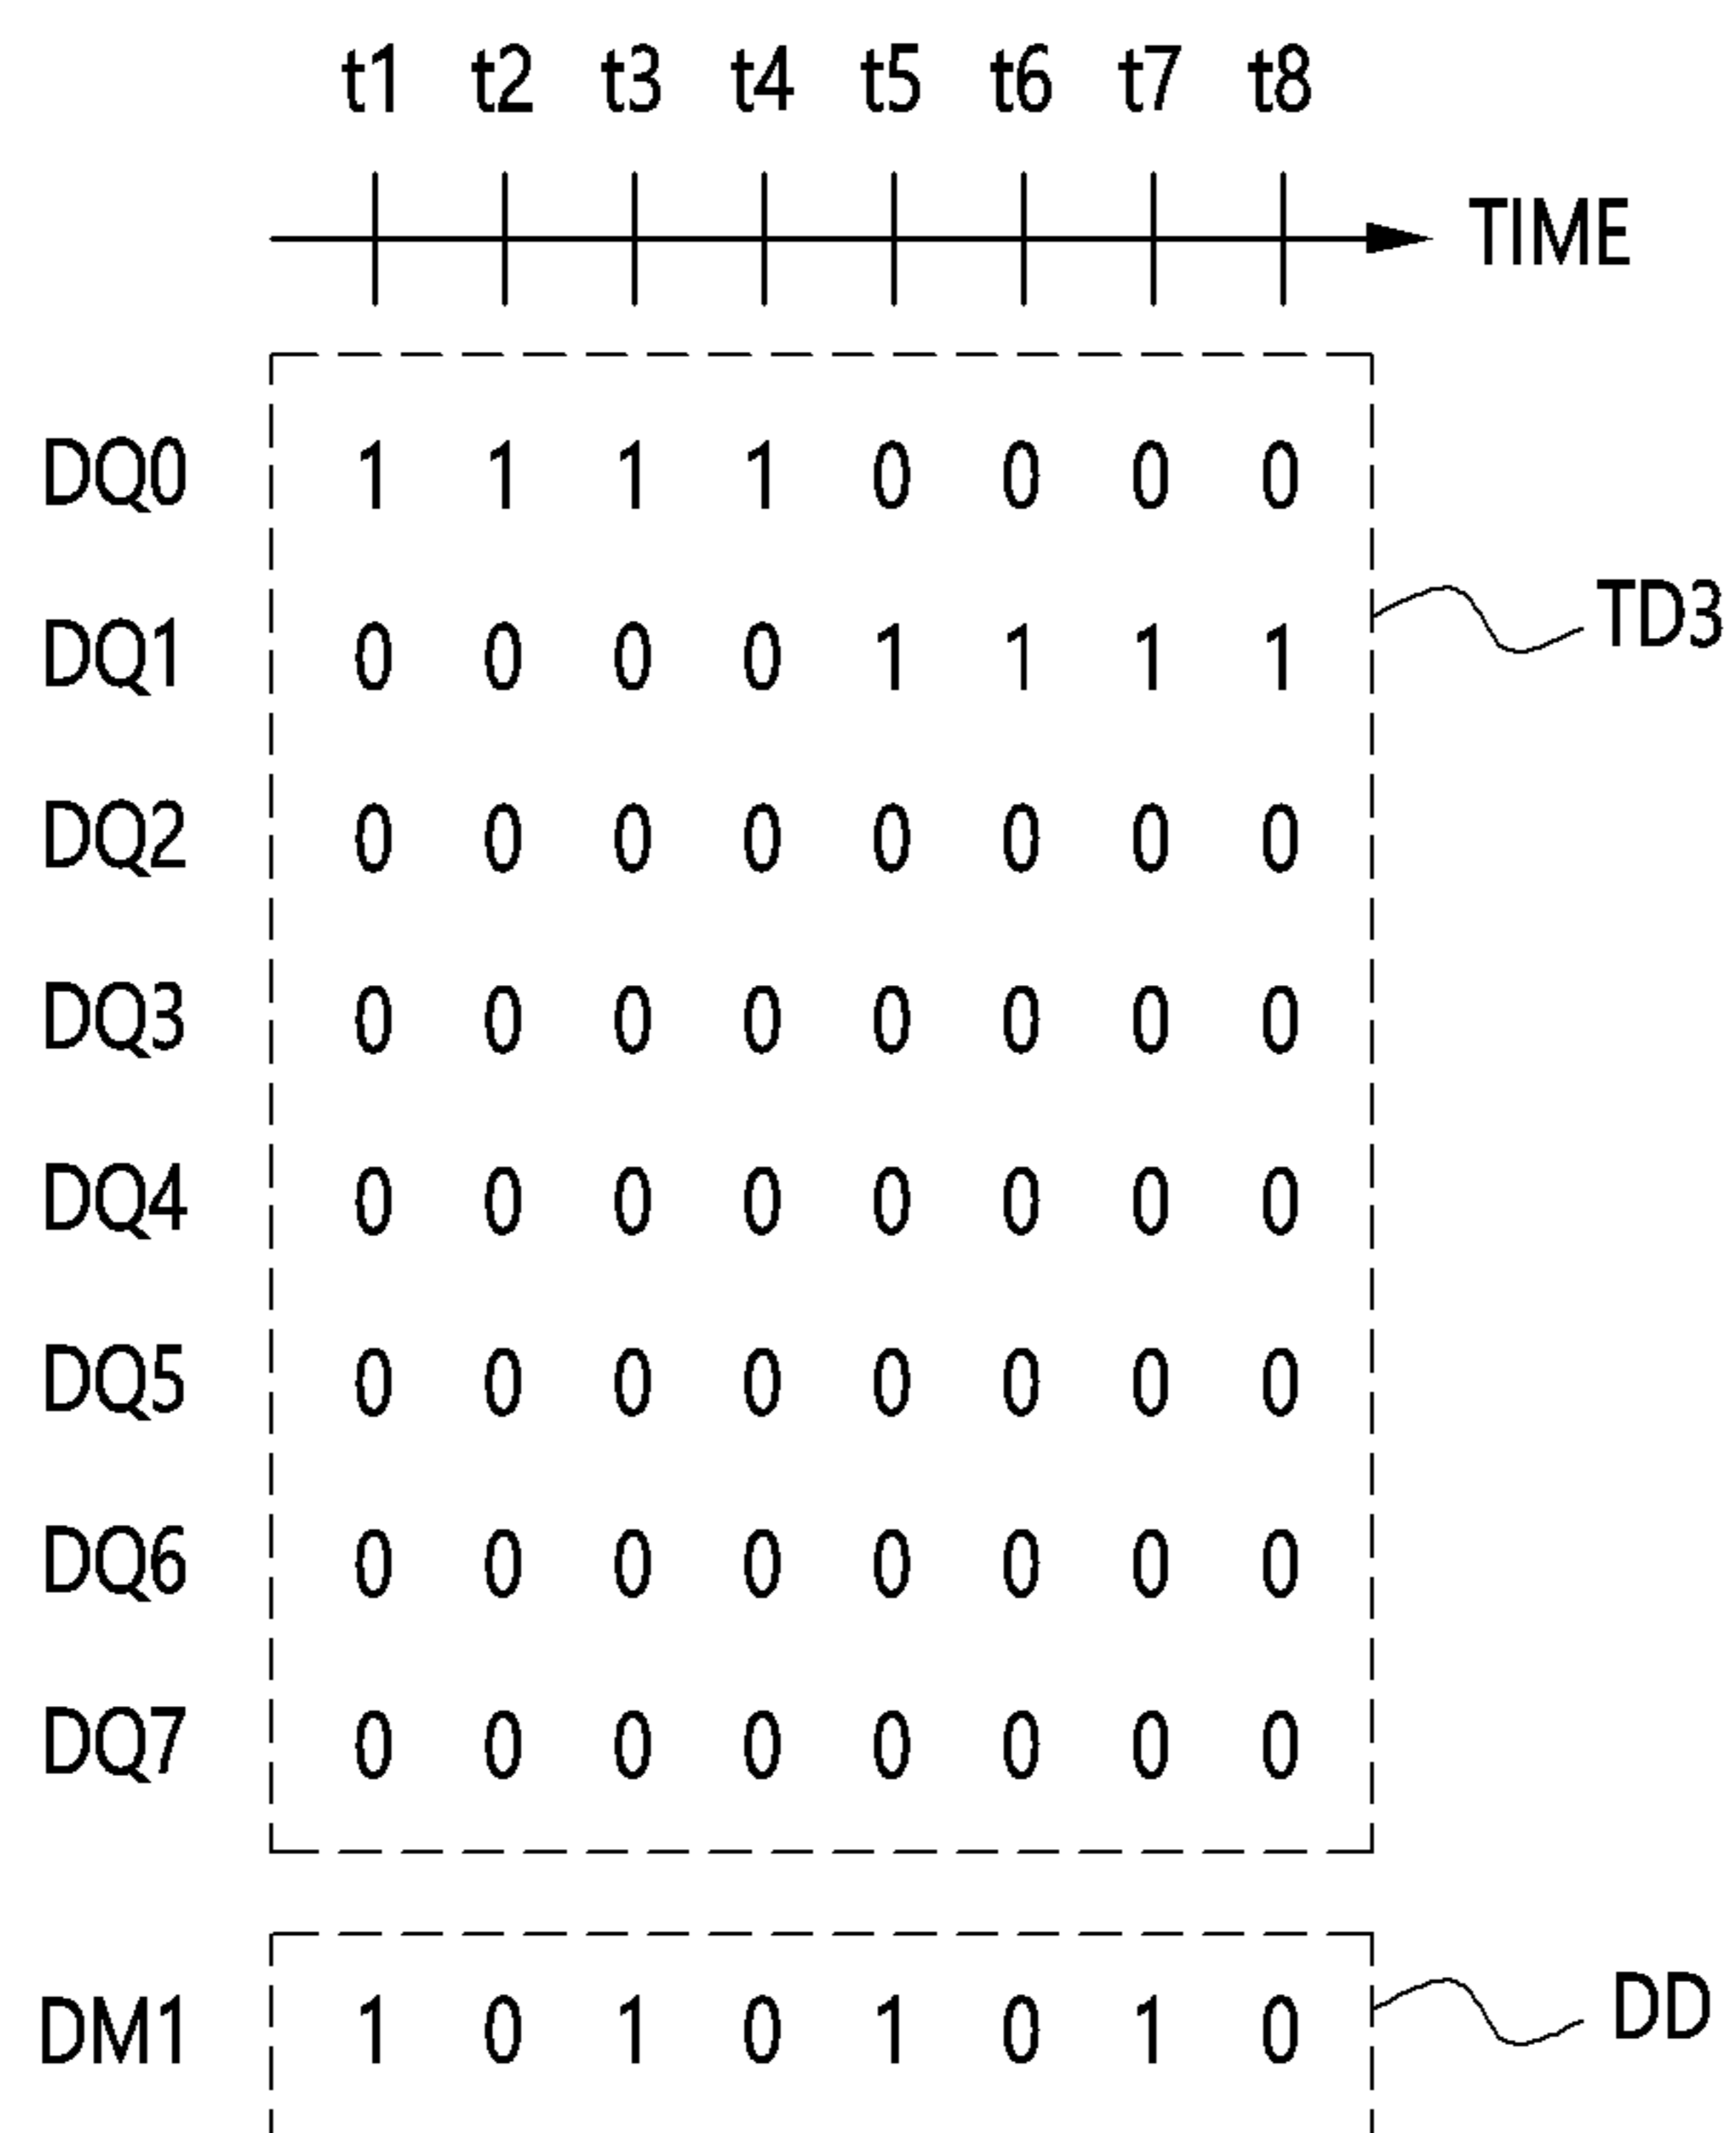 t1 t2 t3 t4 t5 t6 t7 t8
TIME
DQ0 1 1 1 1 0 0 0 0
DQ1 0 0 0 0 1 1 1 1
TD3
DQ2 0 0 0 0 0 0 0 0
DQ3 0 0 0 0 0 0 0 0
DQ4 0 0 0 0 0 0 0 0
DQ5 0 0 0 0 0 0 0 0
DQ6 0 0 0 0 0 0 0 0
DQ7 0 0 0 0 0 0 0 0
DM1 1 0 1 0 1 0 1 0
DD